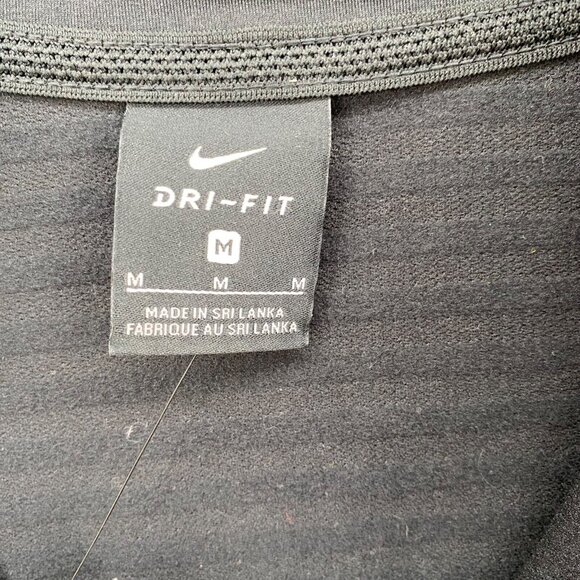 DRI-FIT
M
M M M
MADE IN SRI LANKA
FABRIQUE AU SRI LANKA